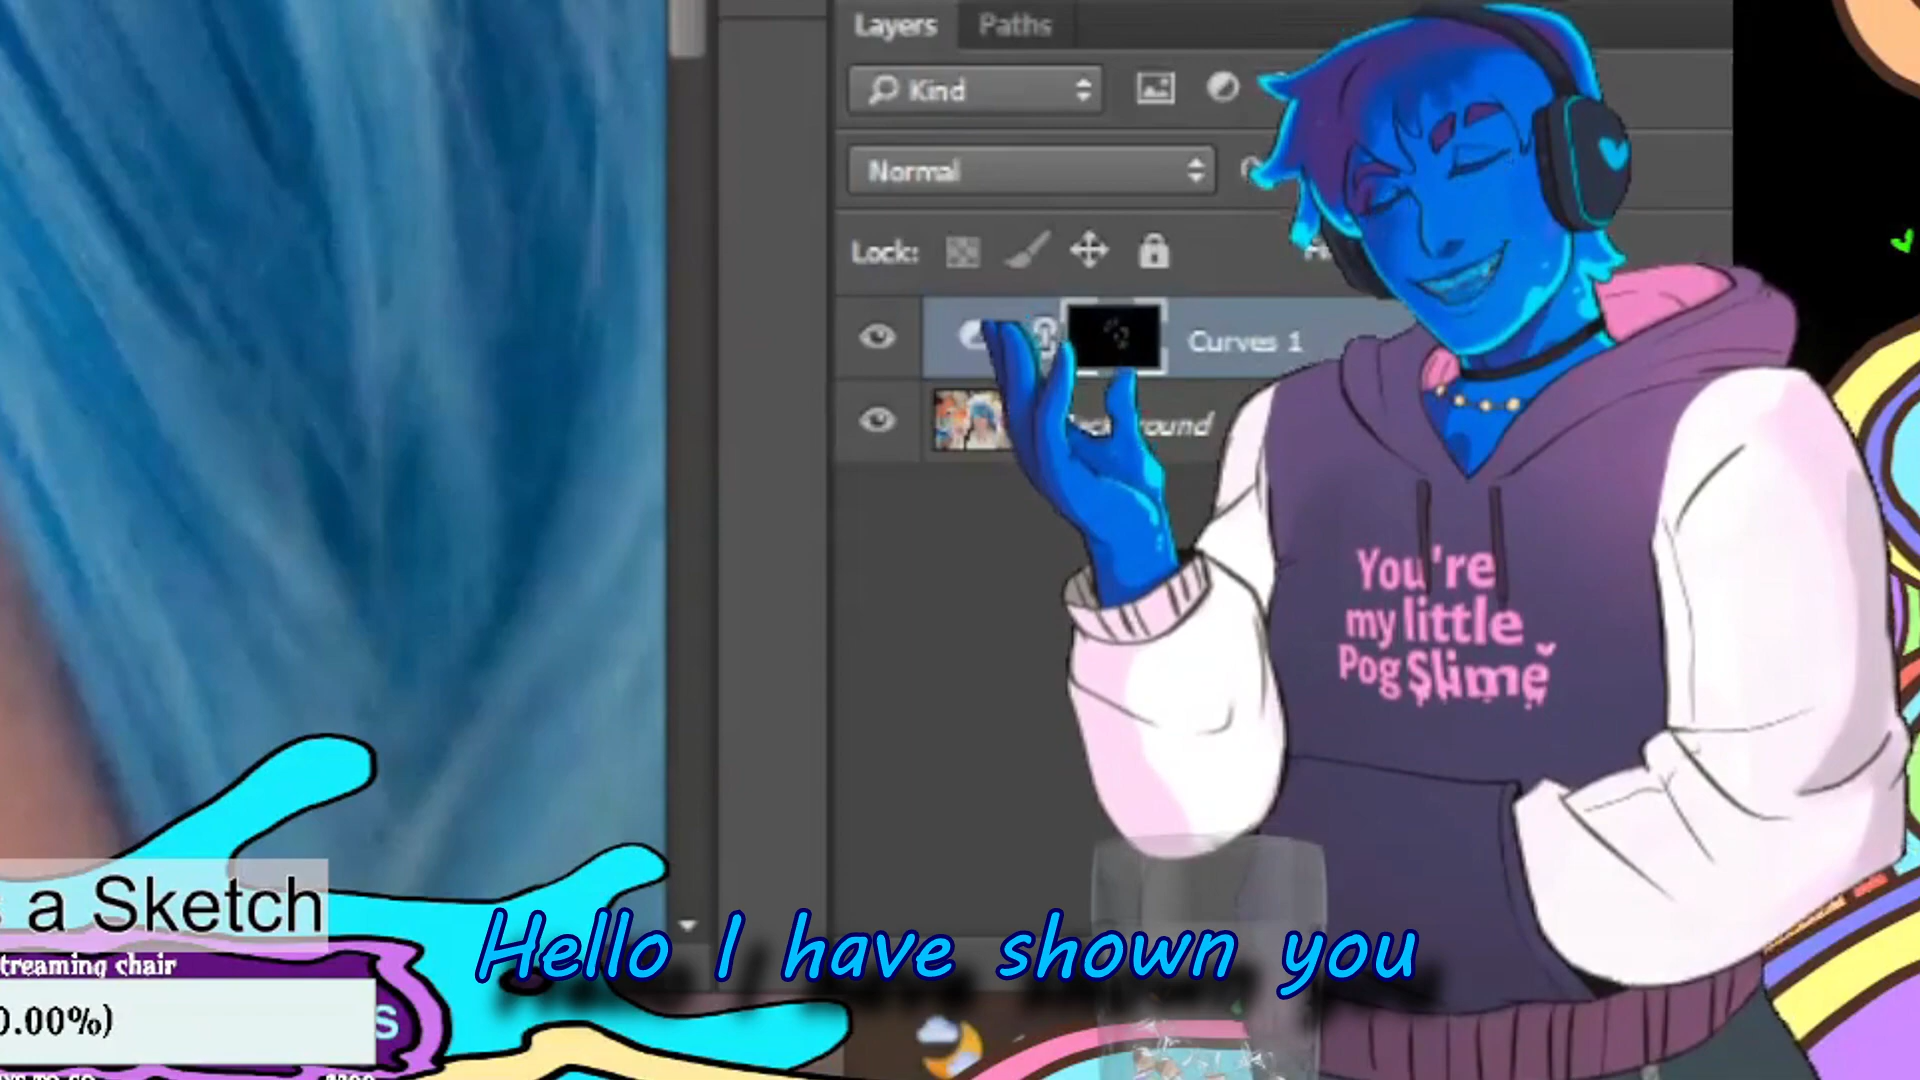 Layers
Paths
Kind
Normal
Lock:
Curves 1
You're
my little
Pog Slime
s a Sketch
treaming chair
0.00%)
S
Hello I have shown you